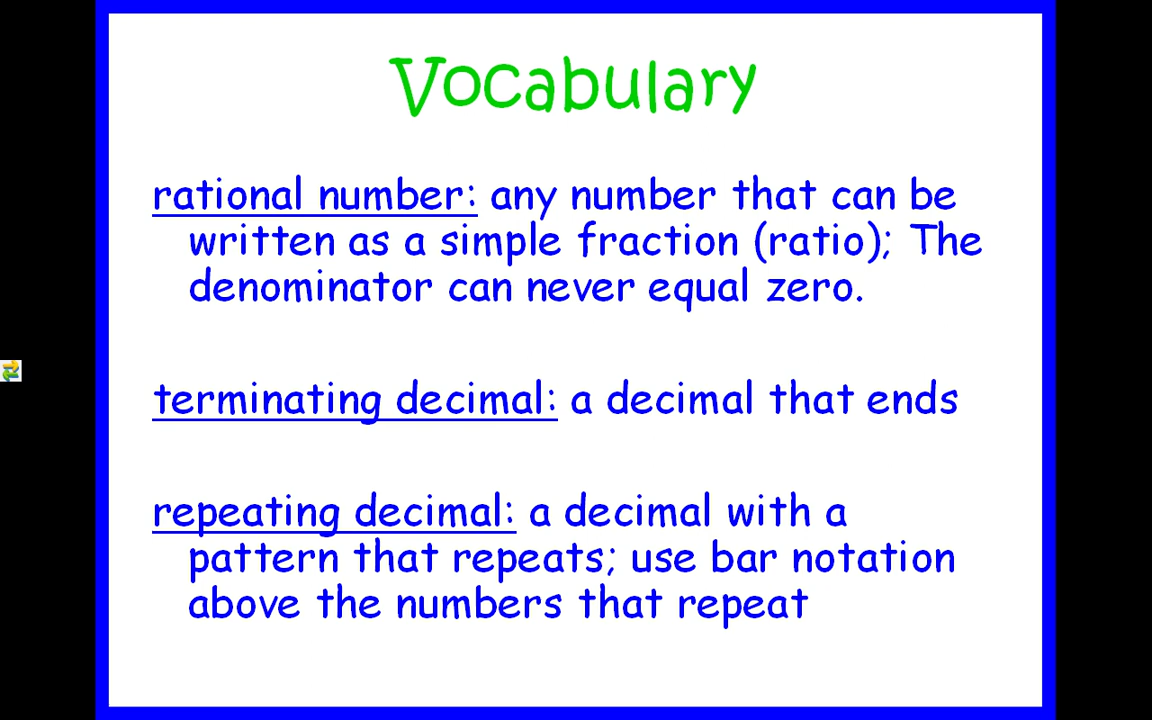 Vocabulary
rational number: any number that can be
written as a simple fraction (ratio); The
denominator can never equal zero.
terminating decimal: a decimal that ends
repeating decimal: a decimal with a
pattern that repeats; use bar notation
above the numbers that repeat